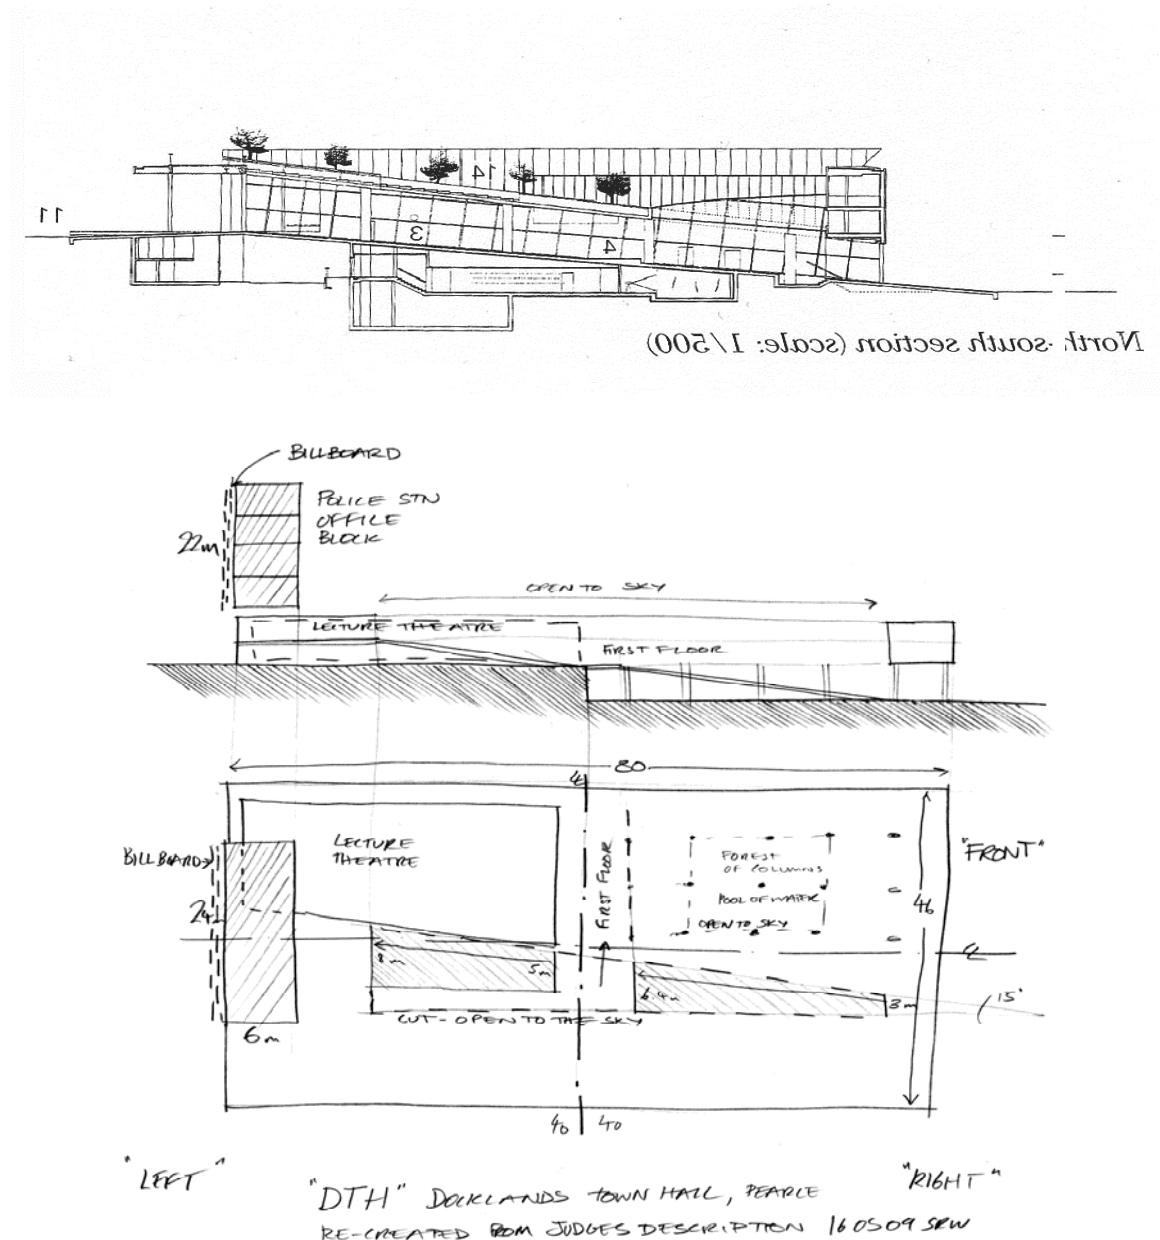 14
11
3
4
North-south section (scale: 1/500)
BILLBOARD
POLICE STN
OFFICE
BLOCK
22m
OPEN TO SKY
LECTURE THEATRE
FIRST FLOOR
80
BILLBOARD
LECTURE
THEATRE
FIRST FLOOR
FOREST
OF COLUMNS
POOL OF WATER
OPEN TO SKY
"FRONT"
46
24
8m
5m
6.4m
3m
15°
CUT - OPEN TO THE SKY
6m
40 40
"LEFT"
"RIGHT"
"DTH" DOCKLANDS TOWN HALL, PEARCE
RE-CREATED FROM JUDGES DESCRIPTION 160509 SRW